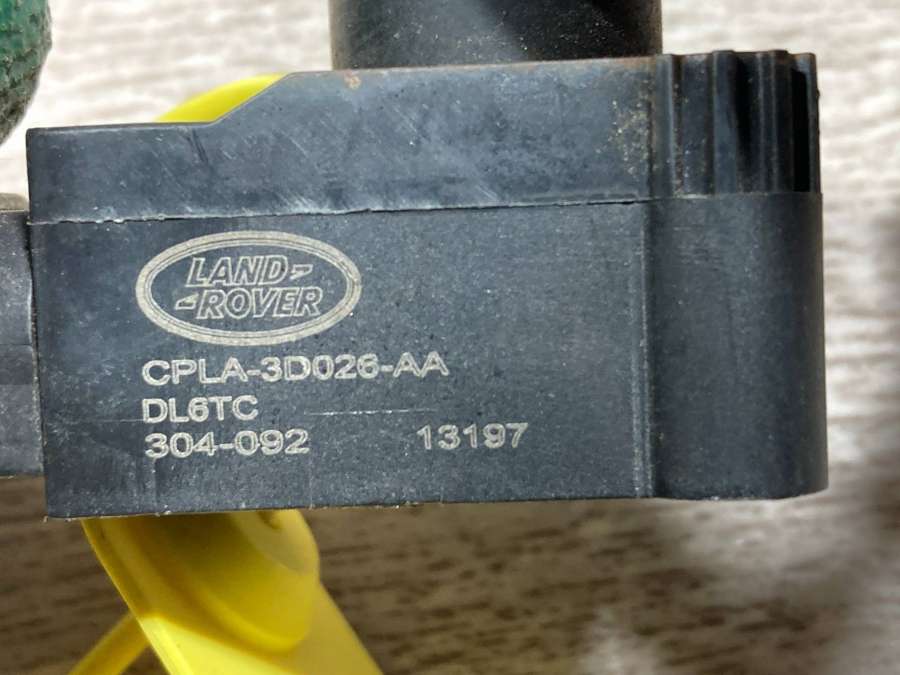 LAND
ROVER
CPLA-3D026-AA
DL6TC
304-092 13197